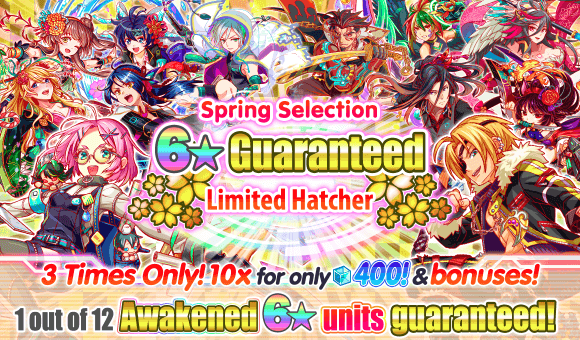 Spring Selection
6★ Guaranteed
Limited Hatcher
3 Times Only! 10x for only 400! & bonuses!
1 out of 12 Awakened 6★ units guaranteed!